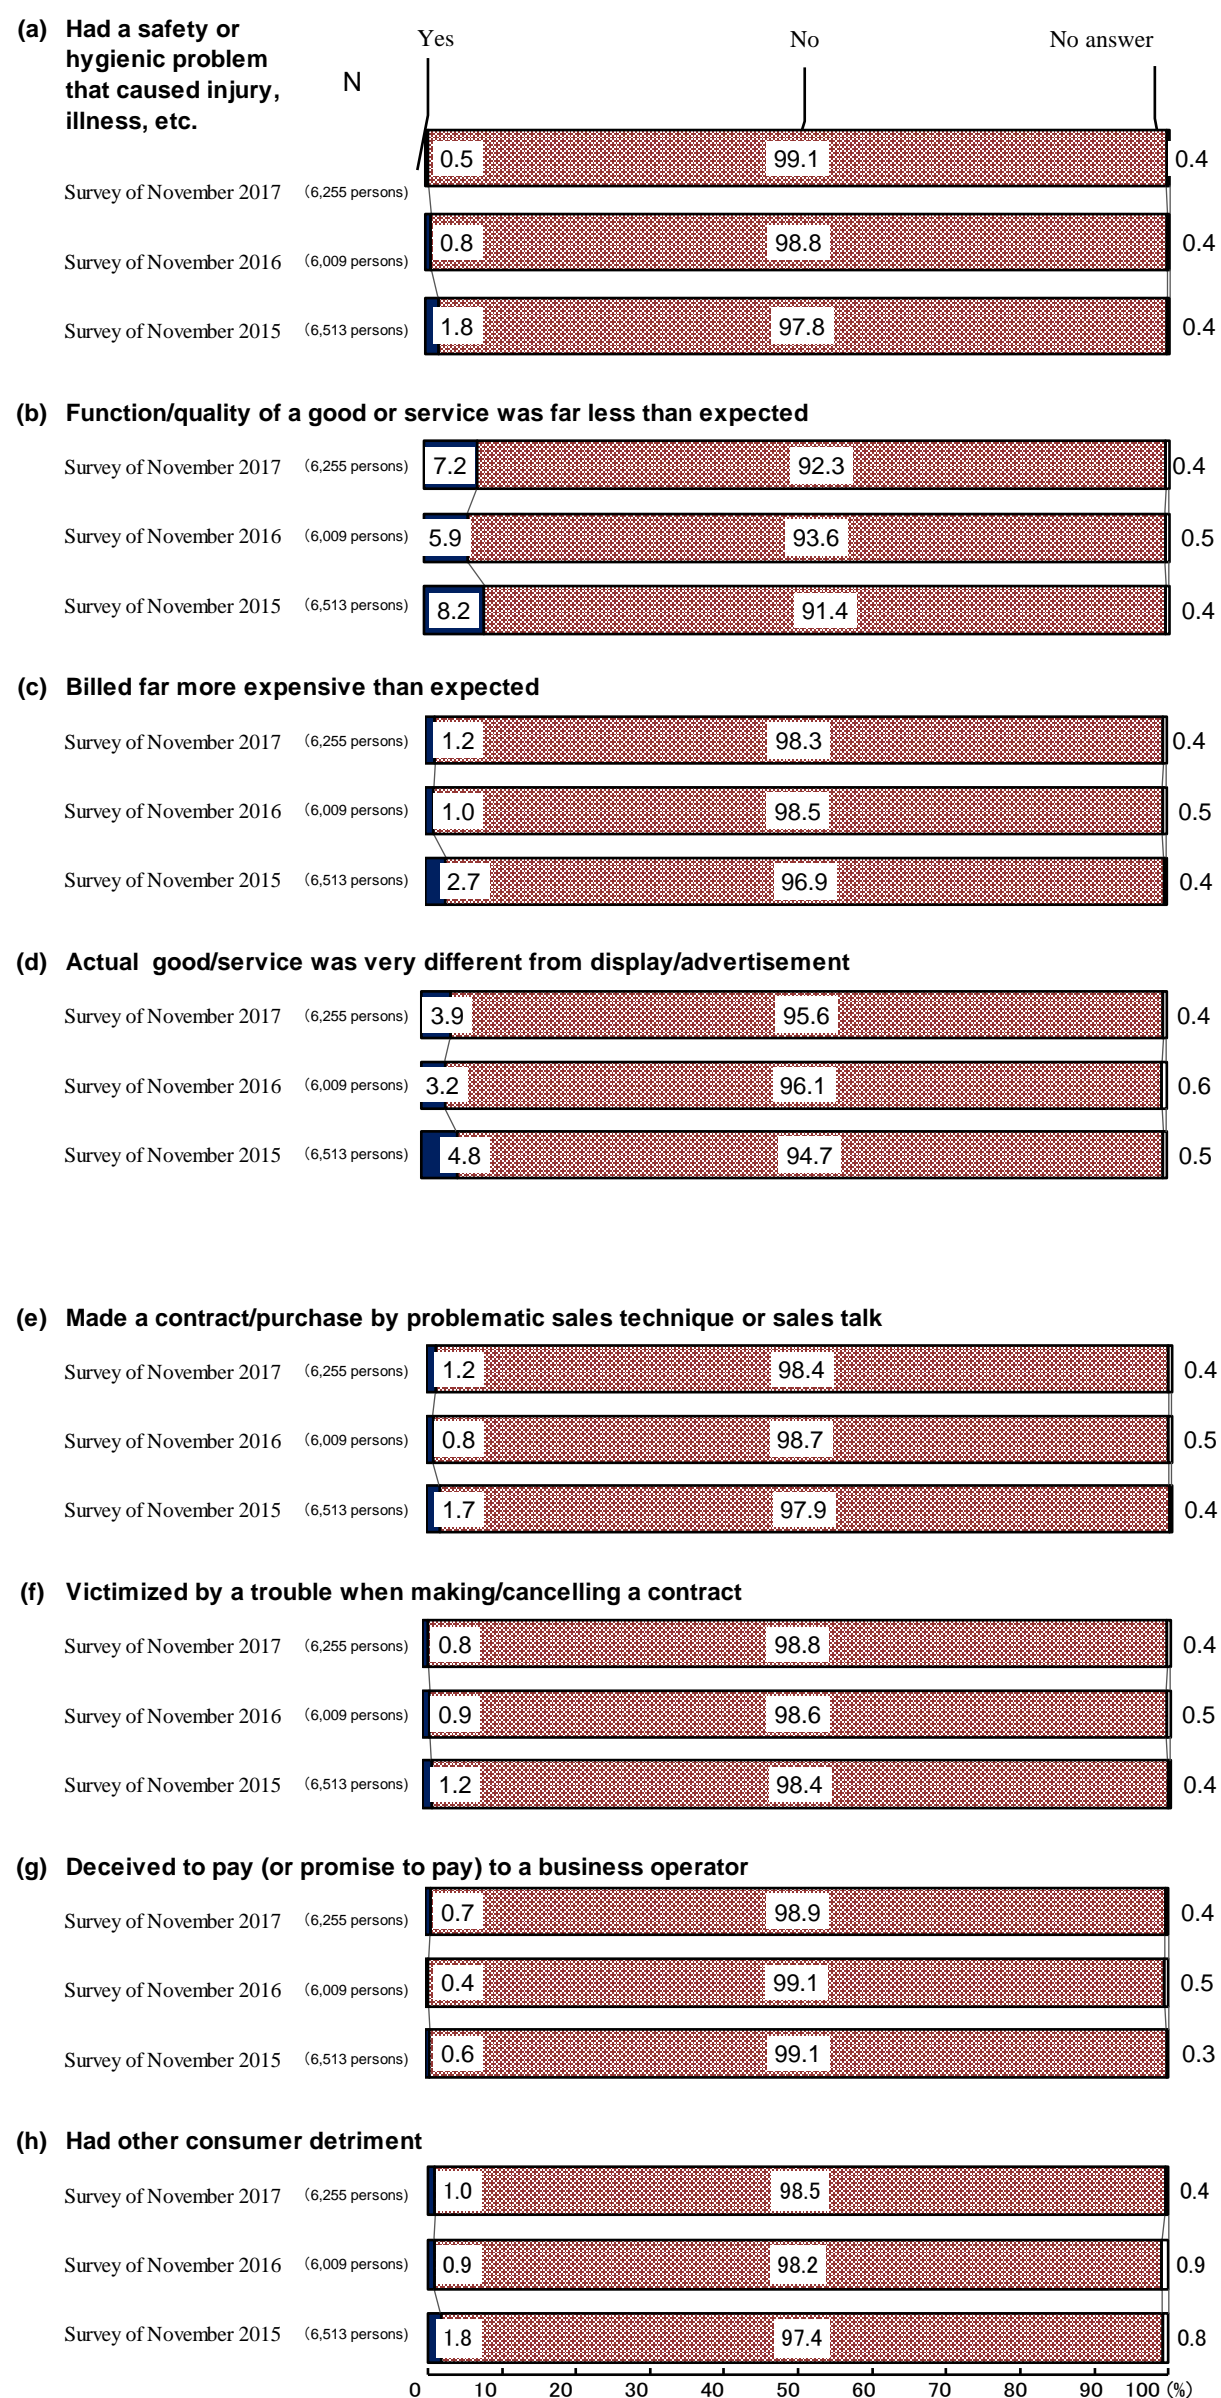 (a) Had a safety or
hygienic problem
that caused injury,
illness, etc.
N
Yes No No answer
0.5 99.1 0.4
Survey of November 2017 (6,255 persons)
0.8 98.8 0.4
Survey of November 2016 (6,009 persons)
1.8 97.8 0.4
Survey of November 2015 (6,513 persons)
(b) Function/quality of a good or service was far less than expected
Survey of November 2017 (6,255 persons) 7.2 92.3 0.4
Survey of November 2016 (6,009 persons) 5.9 93.6 0.5
Survey of November 2015 (6,513 persons) 8.2 91.4 0.4
(c) Billed far more expensive than expected
Survey of November 2017 (6,255 persons) 1.2 98.3 0.4
Survey of November 2016 (6,009 persons) 1.0 98.5 0.5
Survey of November 2015 (6,513 persons) 2.7 96.9 0.4
(d) Actual good/service was very different from display/advertisement
Survey of November 2017 (6,255 persons) 3.9 95.6 0.4
Survey of November 2016 (6,009 persons) 3.2 96.1 0.6
Survey of November 2015 (6,513 persons) 4.8 94.7 0.5
(e) Made a contract/purchase by problematic sales technique or sales talk
Survey of November 2017 (6,255 persons) 1.2 98.4 0.4
Survey of November 2016 (6,009 persons) 0.8 98.7 0.5
Survey of November 2015 (6,513 persons) 1.7 97.9 0.4
(f) Victimized by a trouble when making/cancelling a contract
Survey of November 2017 (6,255 persons) 0.8 98.8 0.4
Survey of November 2016 (6,009 persons) 0.9 98.6 0.5
Survey of November 2015 (6,513 persons) 1.2 98.4 0.4
(g) Deceived to pay (or promise to pay) to a business operator
Survey of November 2017 (6,255 persons) 0.7 98.9 0.4
Survey of November 2016 (6,009 persons) 0.4 99.1 0.5
Survey of November 2015 (6,513 persons) 0.6 99.1 0.3
(h) Had other consumer detriment
Survey of November 2017 (6,255 persons) 1.0 98.5 0.4
Survey of November 2016 (6,009 persons) 0.9 98.2 0.9
Survey of November 2015 (6,513 persons) 1.8 97.4 0.8
0 10 20 30 40 50 60 70 80 90 100 (%)